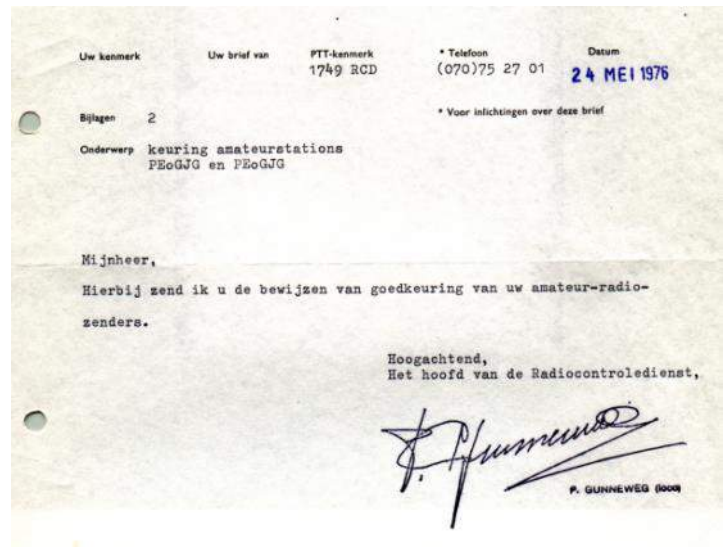 Uw kenmerk Uw brief van PTT-kenmerk * Telefoon Datum
1749 RCD (070)75 27 01 24 MEI 1976
Bijlagen 2 * Voor inlichtingen over deze brief
Onderwerp keuring amateurstations
PEoGJG en PEoGJG
Mijnheer,
Hierbij zend ik u de bewijzen van goedkeuring van uw amateur-radio-
zenders.
Hoogachtend,
Het hoofd van de Radiocontroledienst,
P. GUNNEWEG (loco)